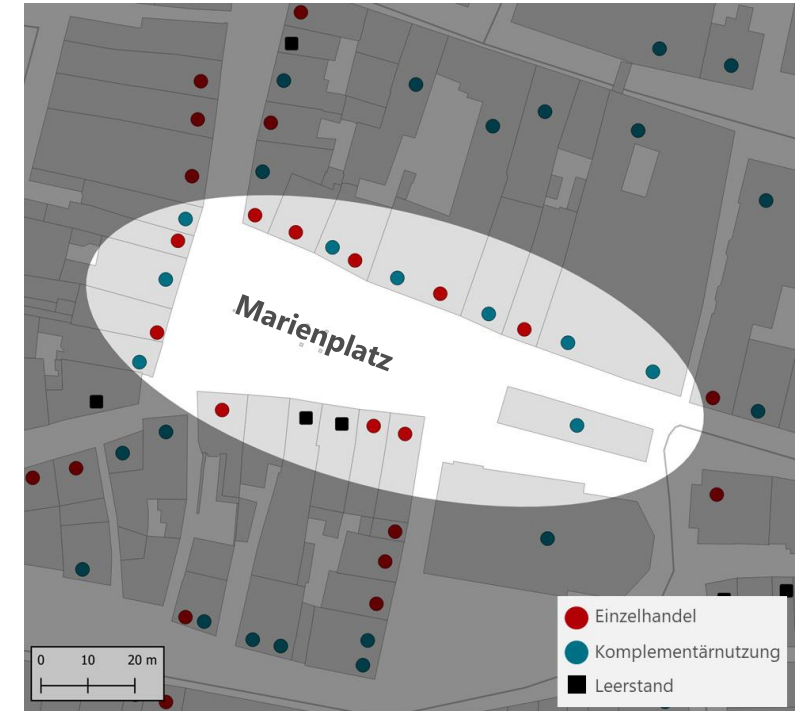 Marienplatz
Einzelhandel
Komplementärnutzung
Leerstand
0 10 20 m